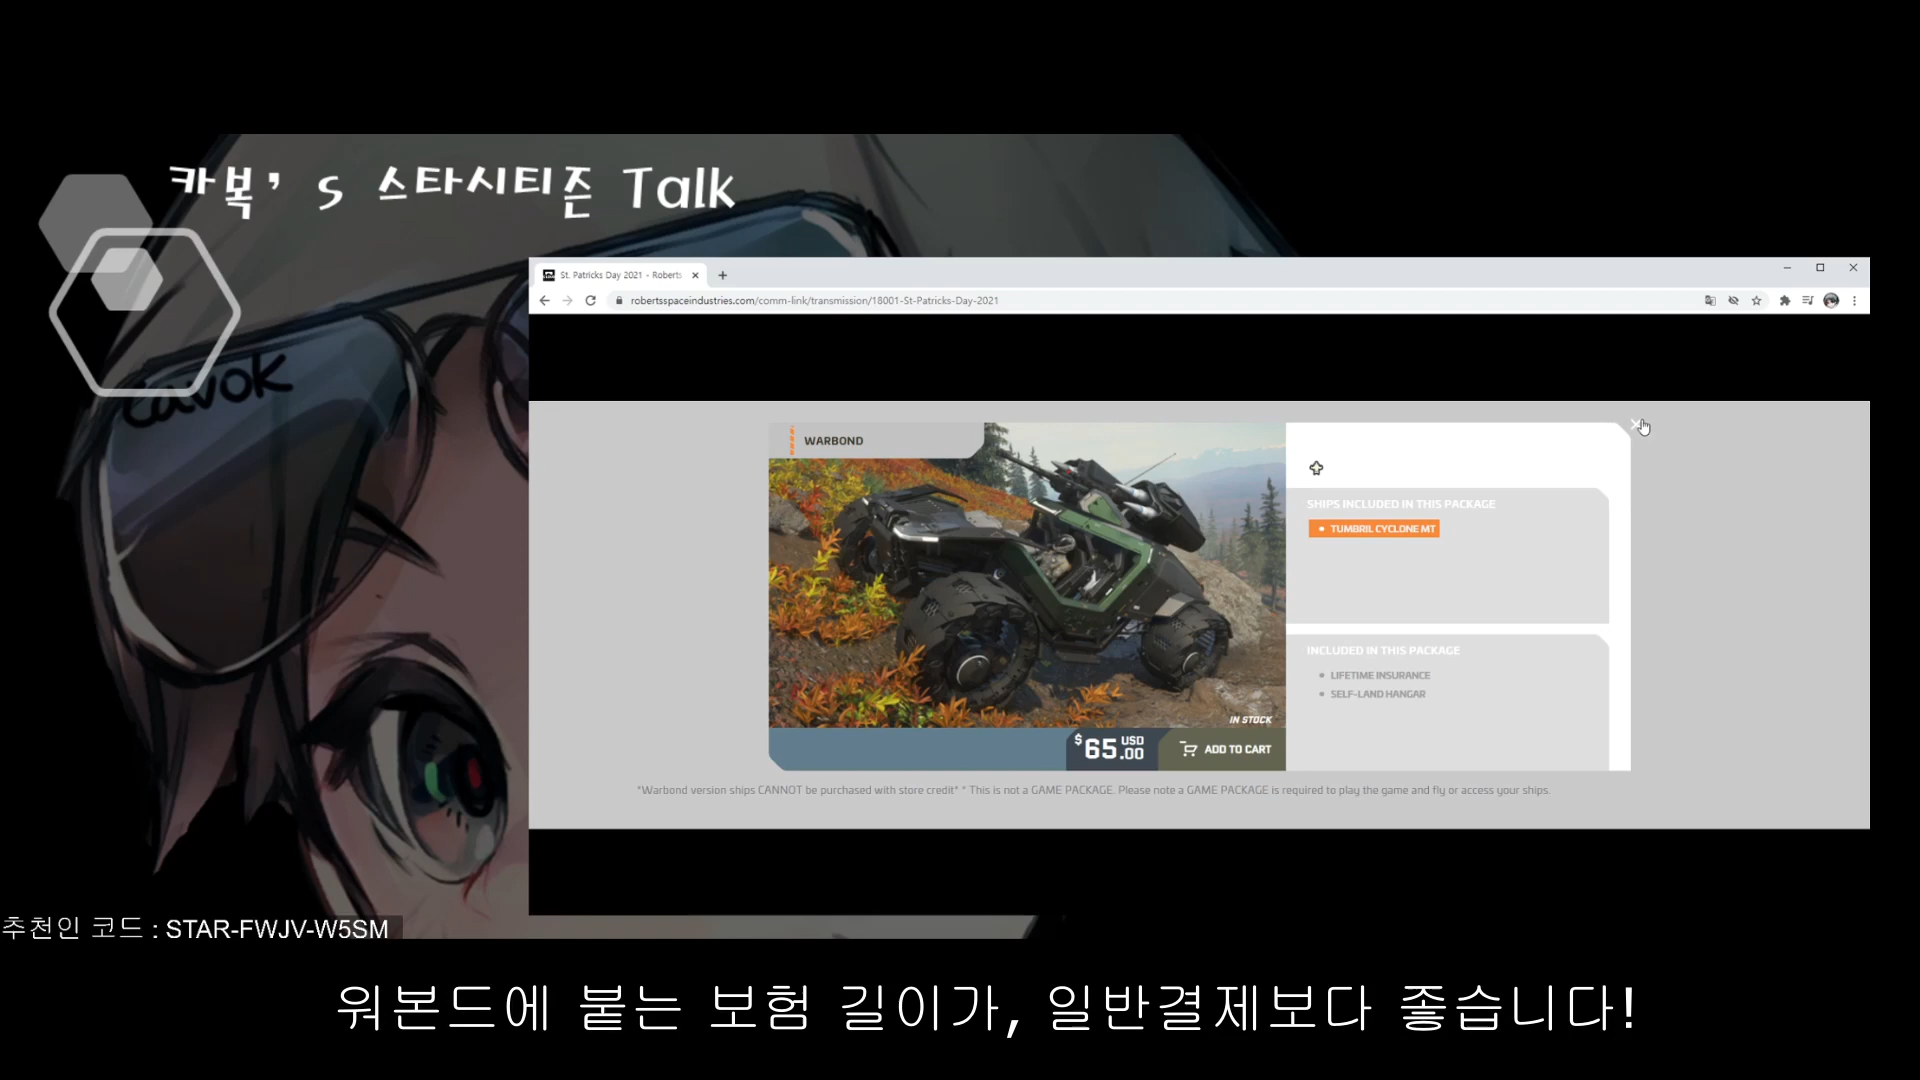 카복's 스타시티즌 Talk
cavok
St. Patricks Day 2021 - Roberts
robertsspaceindustries.com/comm-link/transmission/18001-St-Patricks-Day-2021
WARBOND
SHIPS INCLUDED IN THIS PACKAGE
• TUMBRIL CYCLONE MT
INCLUDED IN THIS PACKAGE
• LIFETIME INSURANCE
• SELF-LAND HANGAR
IN STOCK
$65.00 USD
ADD TO CART
*Warbond version ships CANNOT be purchased with store credit* * This is not a GAME PACKAGE. Please note a GAME PACKAGE is required to play the game and fly or access your ships.
추천인 코드 : STAR-FWJV-W5SM
워본드에 붙는 보험 길이가, 일반결제보다 좋습니다!